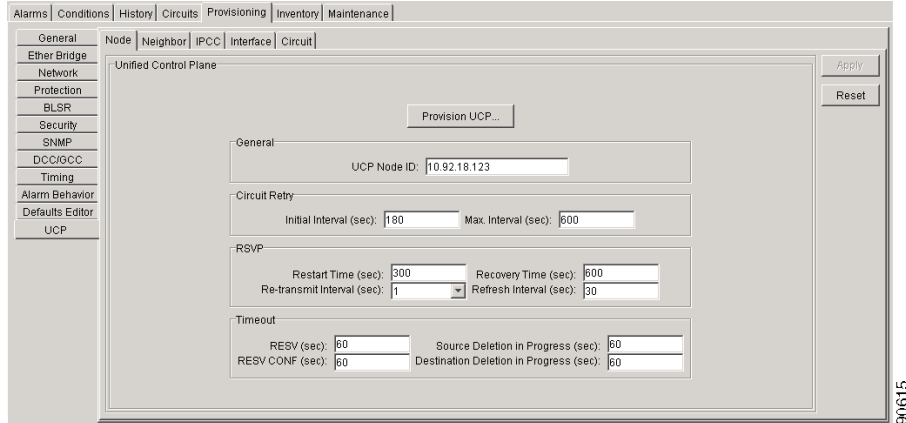 Alarms Conditions History Circuits Provisioning Inventory Maintenance
General
Ether Bridge
Network
Protection
BLSR
Security
SNMP
DCC/GCC
Timing
Alarm Behavior
Defaults Editor
UCP
Node Neighbor IPCC Interface Circuit
Unified Control Plane
Provision UCP...
General
UCP Node ID: 10.92.18.123
Circuit Retry
Initial Interval (sec): 180 Max. Interval (sec): 600
RSVP
Restart Time (sec): 300 Recovery Time (sec): 600
Re-transmit Interval (sec): 1 Refresh Interval (sec): 30
Timeout
RESV (sec): 60 Source Deletion in Progress (sec): 60
RESV CONF (sec): 60 Destination Deletion in Progress (sec): 60
Apply
Reset
90615